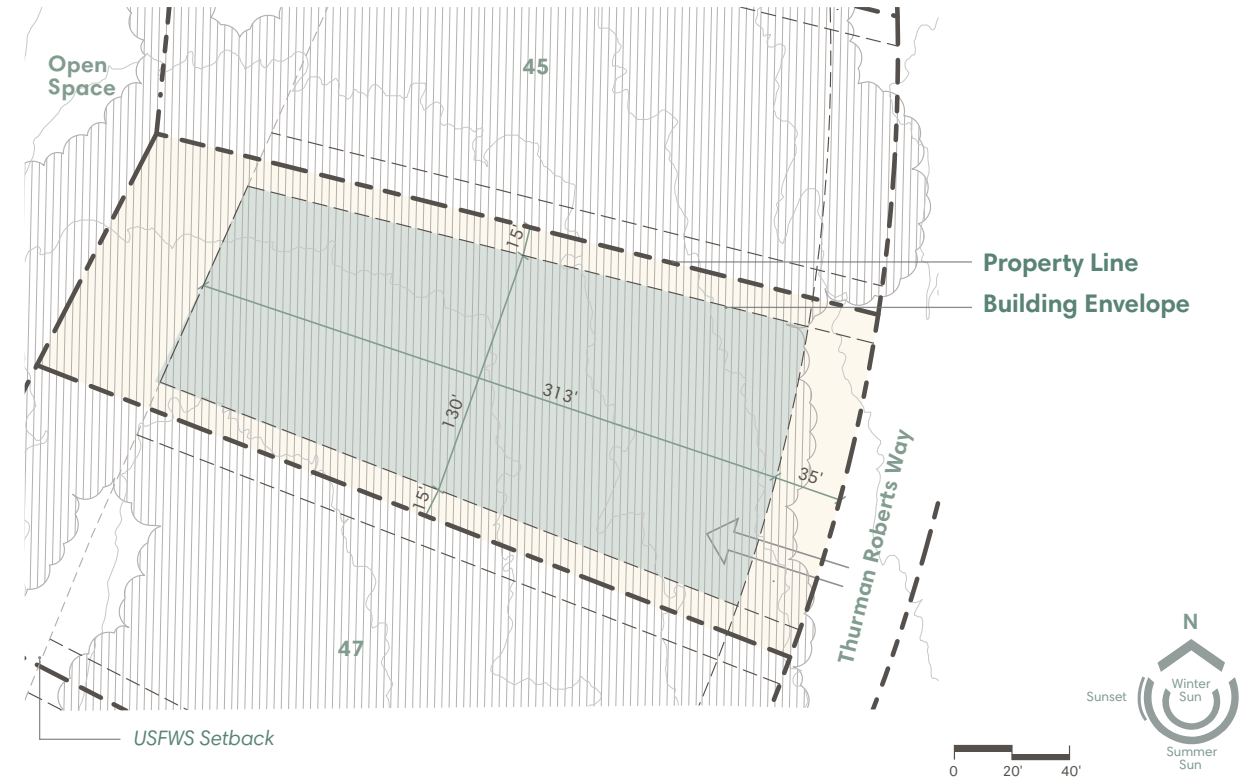 Open
Space
45
15'
Property Line
Building Envelope
313'
130'
35'
15'
Thurman Roberts Way
47
USFWS Setback
N
Winter
Sun
Sunset
Summer
Sun
0 20' 40'